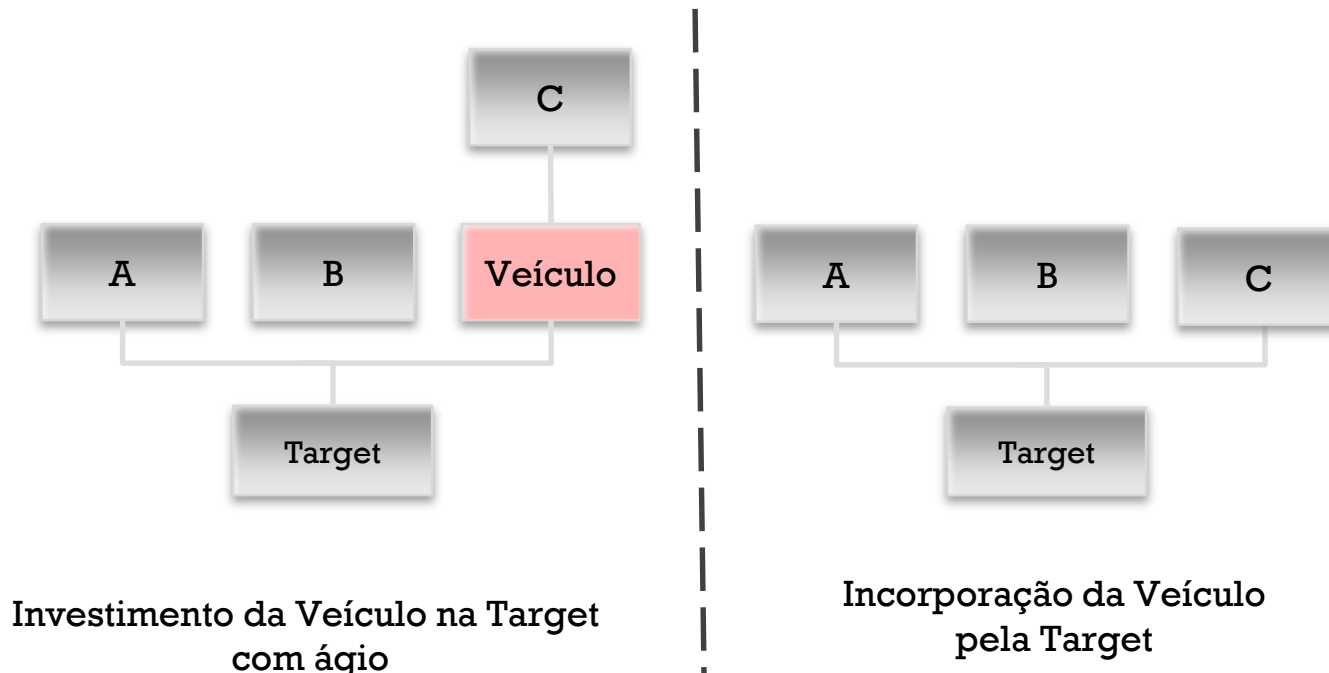 C
A
B
Veículo
Target
Investimento da Veículo na Target
com ágio
A
B
C
Target
Incorporação da Veículo
pela Target